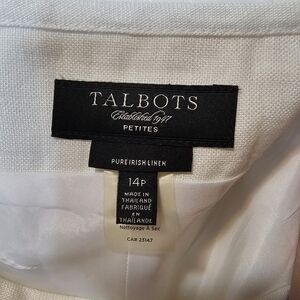 TALBOTS
Established 1947
PETITES
PURE IRISH LINEN
14P
MADE IN
THAILAND
FABRIQUÉ
EN
THAÏLANDE
Nettoyage À Sec
CA# 23147